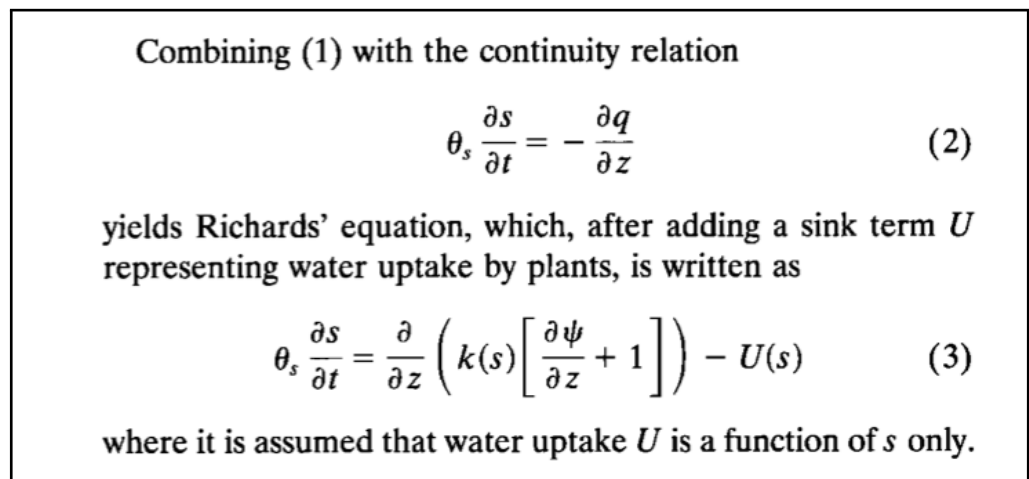 Combining (1) with the continuity relation
θ_s ∂s/∂t = − ∂q/∂z (2)
yields Richards' equation, which, after adding a sink term U
representing water uptake by plants, is written as
θ_s ∂s/∂t = ∂/∂z ( k(s) [ ∂ψ/∂z + 1 ] ) − U(s) (3)
where it is assumed that water uptake U is a function of s only.